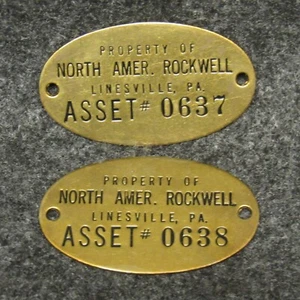 PROPERTY OF
NORTH AMER. ROCKWELL
LINESVILLE, PA.
ASSET# 0637
PROPERTY OF
NORTH AMER. ROCKWELL
LINESVILLE, PA.
ASSET# 0638